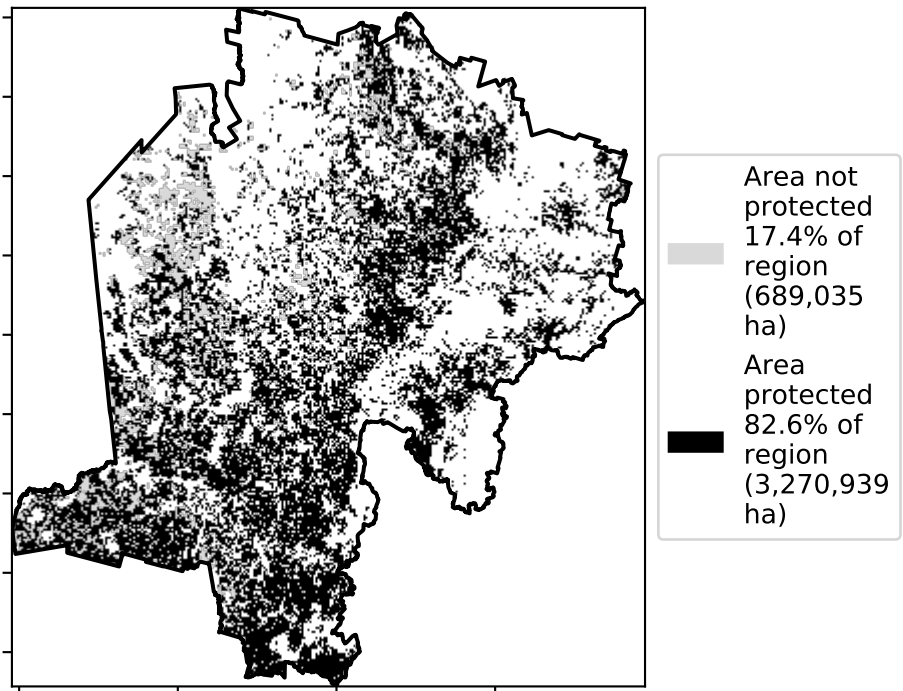 Area not
protected
17.4% of
region
(689,035
ha)
Area
protected
82.6% of
region
(3,270,939
ha)